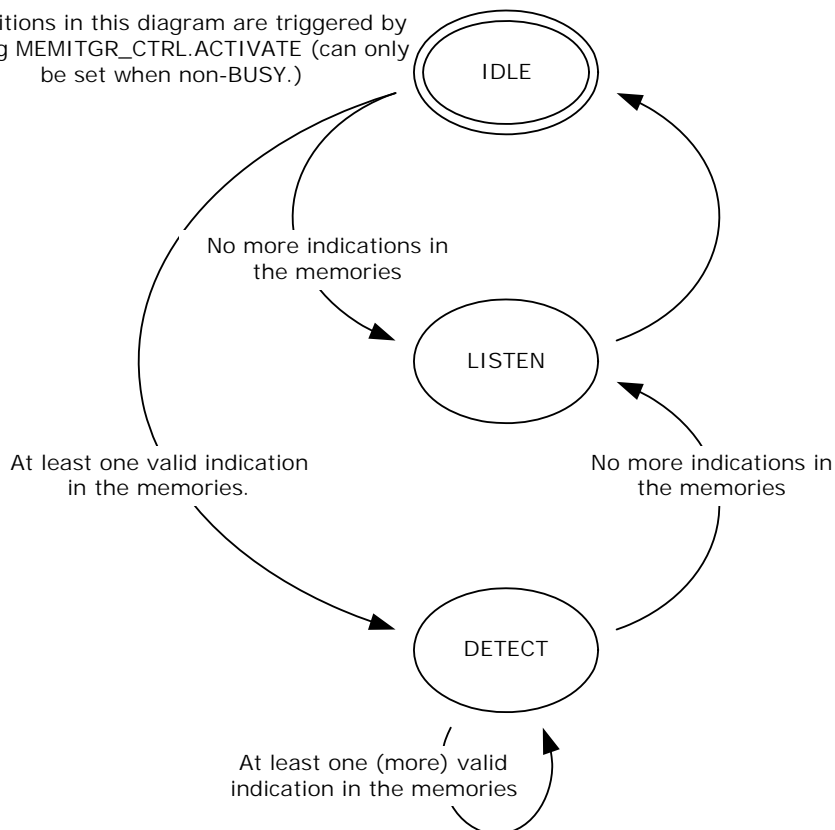 in this diagram are triggered by
MEMITGR_CTRL.ACTIVATE (can only
be set when non-BUSY.)
IDLE
No more indications in
the memories
LISTEN
At least one valid indication
in the memories.
No more indications in
the memories
DETECT
At least one (more) valid
indication in the memories